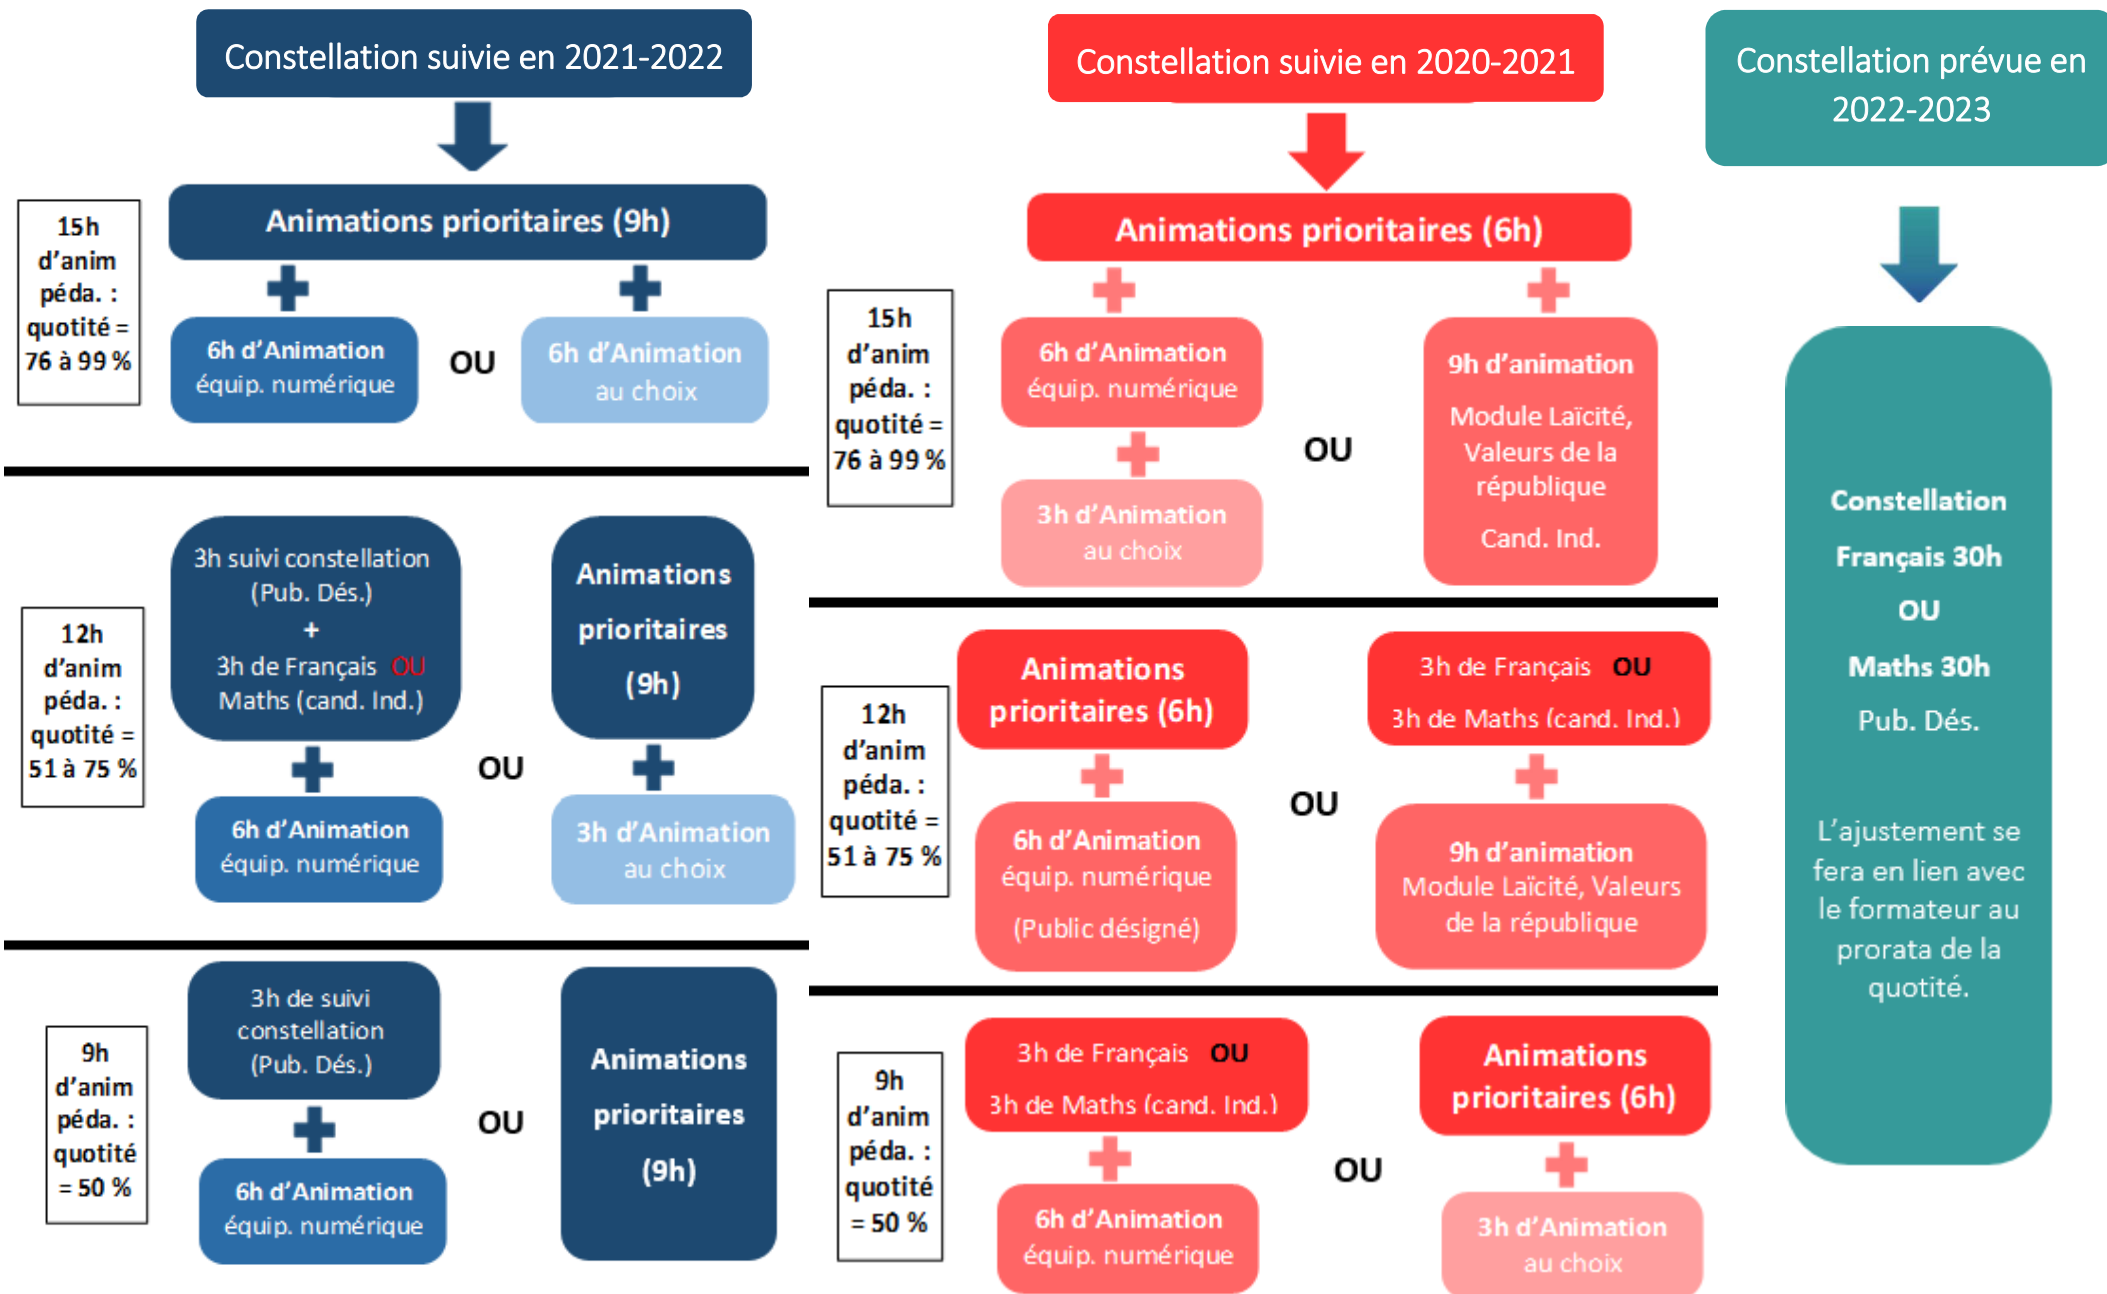 Constellation suivie en 2021-2022
Animations prioritaires (9h)
15h
d’anim
péda. :
quotité =
76 à 99 %
6h d’Animation
équip. numérique
OU
6h d’Animation
au choix
12h
d’anim
péda. :
quotité =
51 à 75 %
3h suivi constellation
(Pub. Dés.)
+
3h de Français OU
Maths (cand. Ind.)
6h d’Animation
équip. numérique
OU
Animations
prioritaires
(9h)
3h d’Animation
au choix
9h
d’anim
péda. :
quotité
= 50 %
3h de suivi
constellation
(Pub. Dés.)
6h d’Animation
équip. numérique
OU
Animations
prioritaires
(9h)
Constellation suivie en 2020-2021
Animations prioritaires (6h)
15h
d’anim
péda. :
quotité =
76 à 99 %
6h d’Animation
équip. numérique
3h d’Animation
au choix
OU
9h d’animation
Module Laïcité,
Valeurs de la
république
Cand. Ind.
12h
d’anim
péda. :
quotité =
51 à 75 %
Animations
prioritaires (6h)
6h d’Animation
équip. numérique
(Public désigné)
OU
3h de Français OU
3h de Maths (cand. Ind.)
9h d’animation
Module Laïcité, Valeurs
de la république
9h
d’anim
péda. :
quotité
= 50 %
3h de Français OU
3h de Maths (cand. Ind.)
6h d’Animation
équip. numérique
OU
Animations
prioritaires (6h)
3h d’Animation
au choix
Constellation prévue en
2022-2023
Constellation
Français 30h
OU
Maths 30h
Pub. Dés.
L’ajustement se
fera en lien avec
le formateur au
prorata de la
quotité.